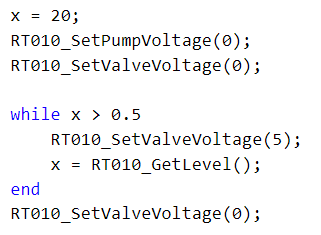 x = 20;
RT010_SetPumpVoltage(0);
RT010_SetValveVoltage(0);
while x > 0.5
RT010_SetValveVoltage(5);
x = RT010_GetLevel();
end
RT010_SetValveVoltage(0);